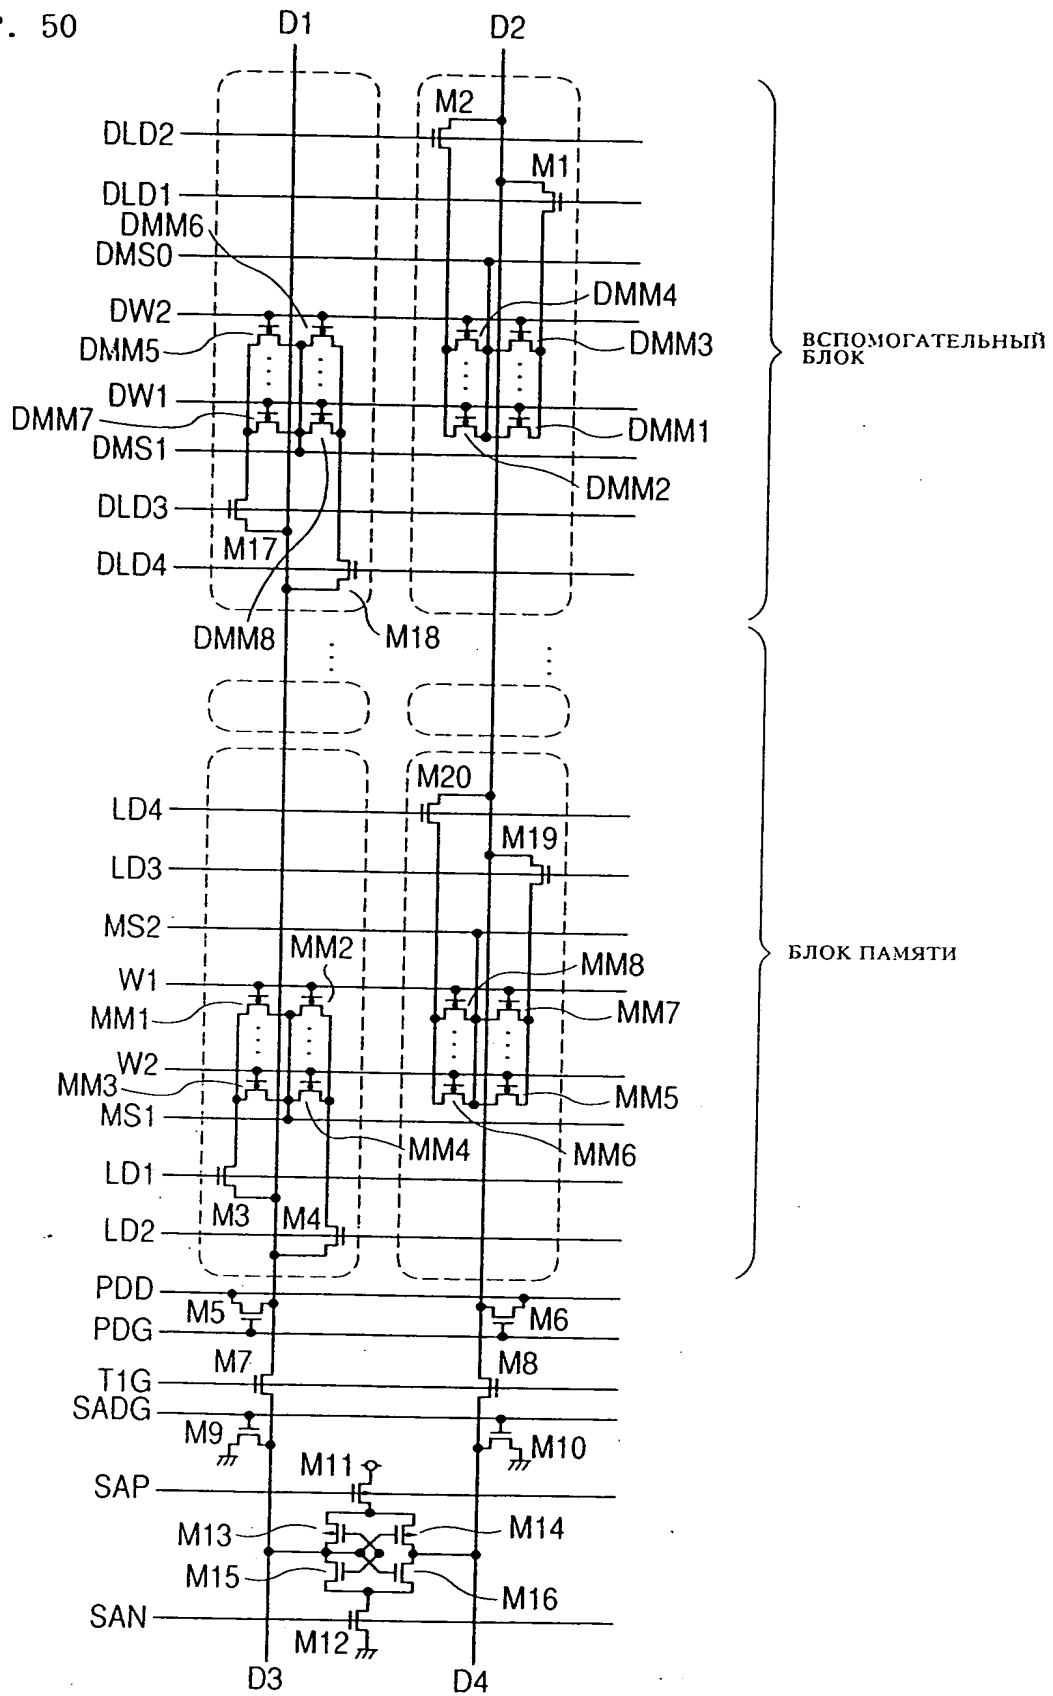 . 50
D1
D2
M2
DLD2
M1
DLD1
DMM6
DMS0
DMM4
DW2
DMM3
DMM5
ВСПОМОГАТЕЛЬНЫЙ
БЛОК
DW1
DMM7
DMM1
DMS1
DMM2
DLD3
M17
DLD4
DMM8
M18
M20
LD4
M19
LD3
MS2
MM2
MM8
БЛОК ПАМЯТИ
W1
MM1
MM7
W2
MM3
MM5
MS1
MM4
MM6
LD1
M3
M4
LD2
PDD
M5
M6
PDG
M7
M8
T1G
SADG
M9
M10
M11
SAP
M13
M14
M15
M16
SAN
M12
D3
D4